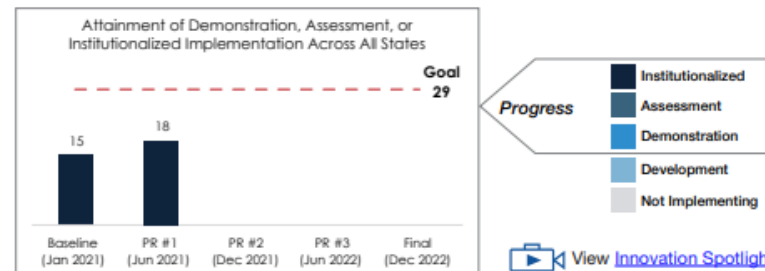 Attainment of Demonstration, Assessment, or
Institutionalized Implementation Across All States
Goal
29
15
18
Baseline
(Jan 2021)
PR #1
(Jun 2021)
PR #2
(Dec 2021)
PR #3
(Jun 2022)
Final
(Dec 2022)
Progress
Institutionalized
Assessment
Demonstration
Development
Not Implementing
View Innovation Spotligh